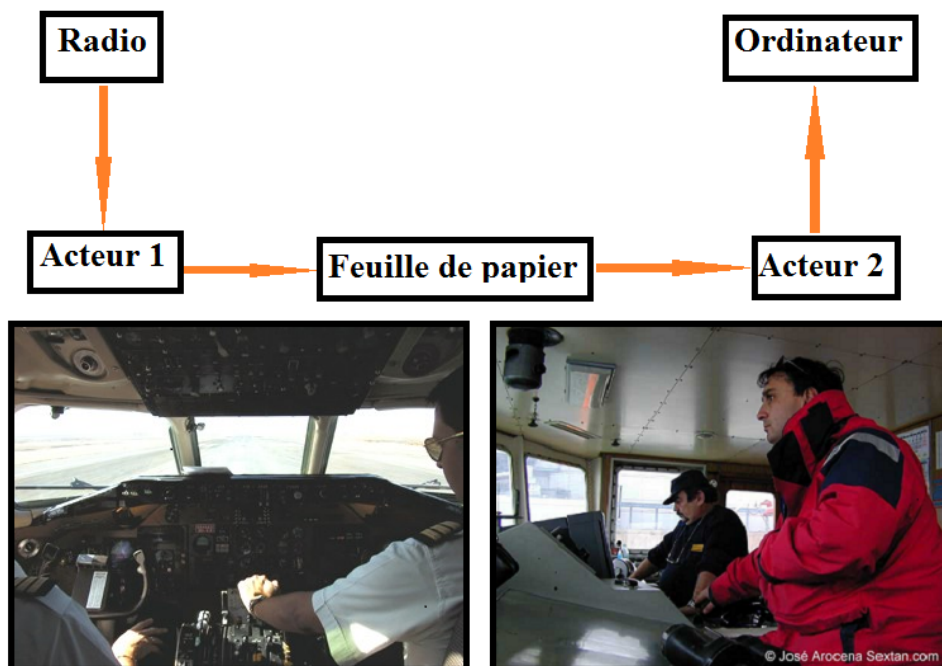 Radio
Ordinateur
Acteur 1
Feuille de papier
Acteur 2
© José Arocena Sextan.com